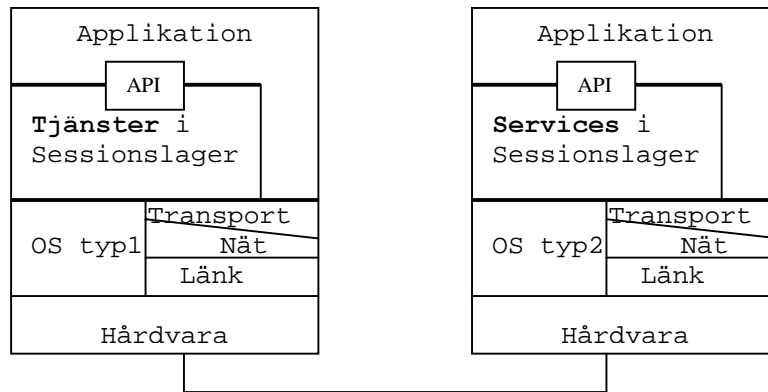 Applikation
API
Tjänster i
Sessionslager
Transport
OS typ1
Nät
Länk
Hårdvara
Applikation
API
Services i
Sessionslager
Transport
OS typ2
Nät
Länk
Hårdvara